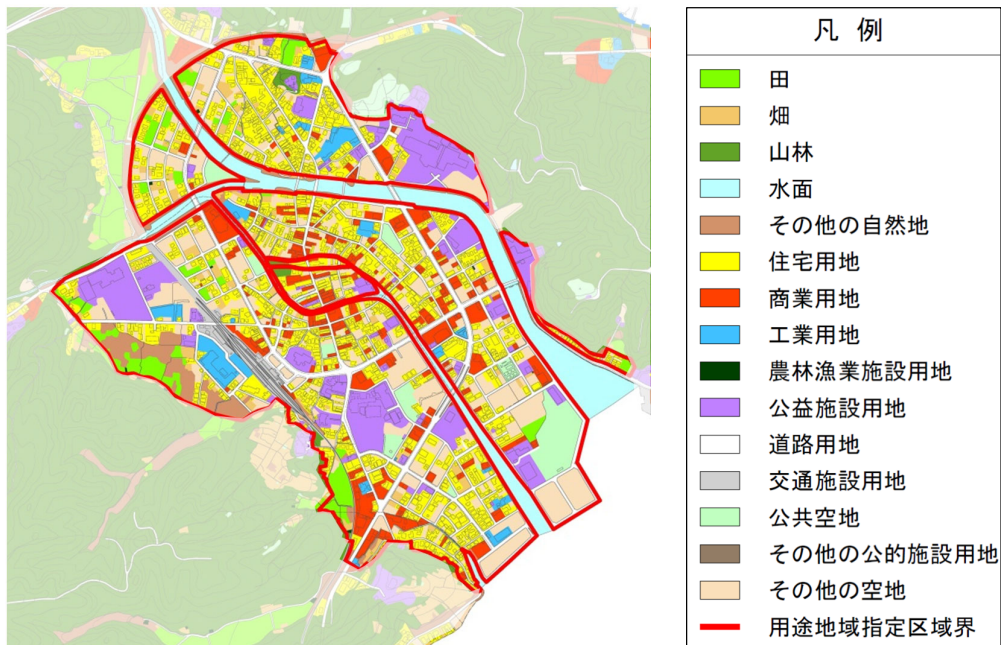 凡 例
田
畑
山林
水面
その他の自然地
住宅用地
商業用地
工業用地
農林漁業施設用地
公益施設用地
道路用地
交通施設用地
公共空地
その他の公的施設用地
その他の空地
用途地域指定区域界